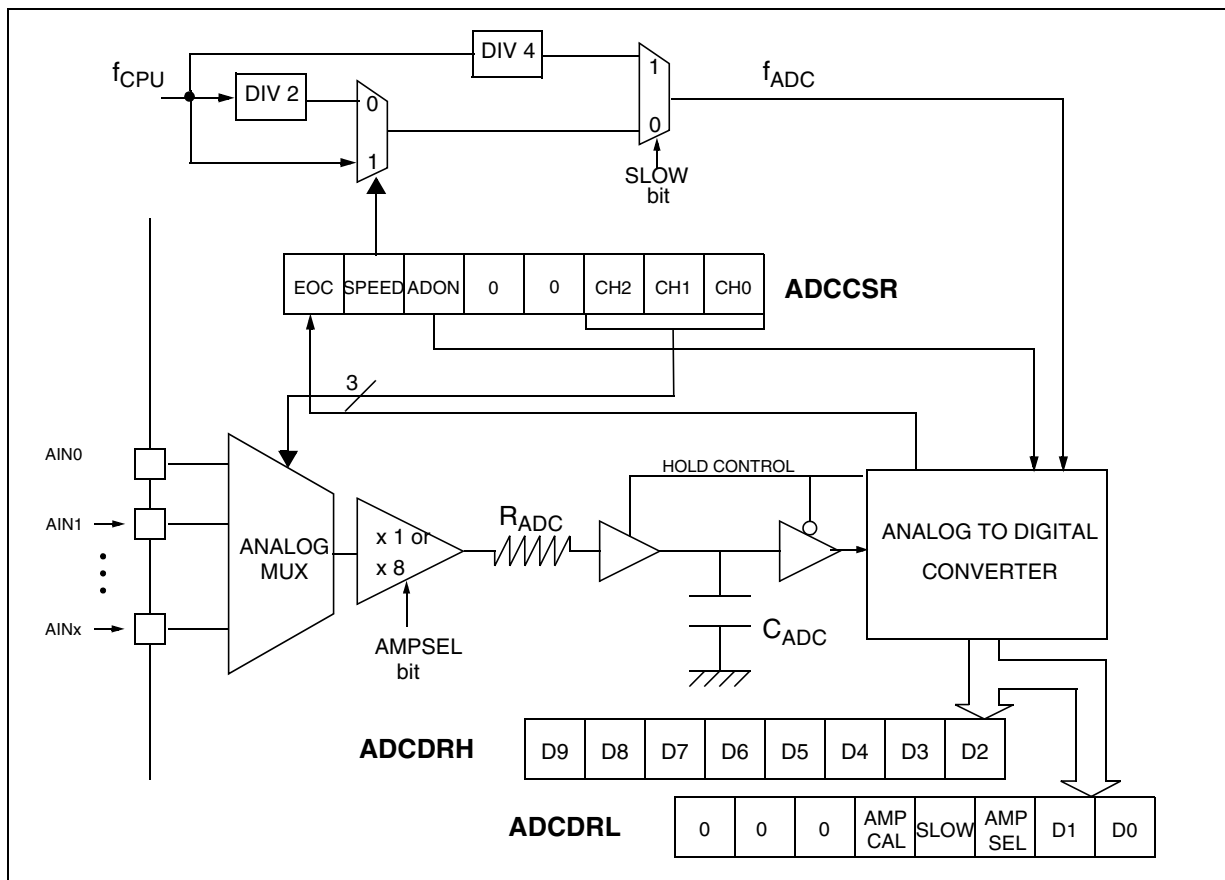 DIV 4
fCPU
DIV 2
0
1
1
0
fADC
SLOW
bit
EOC SPEED ADON 0 0 CH2 CH1 CH0
ADCCSR
3
AIN0
AIN1
AINx
ANALOG
MUX
x 1 or
x 8
AMPSEL
bit
RADC
HOLD CONTROL
CADC
ANALOG TO DIGITAL
CONVERTER
ADCDRH
D9 D8 D7 D6 D5 D4 D3 D2
ADCDRL
0 0 0 AMP CAL SLOW AMP SEL D1 D0